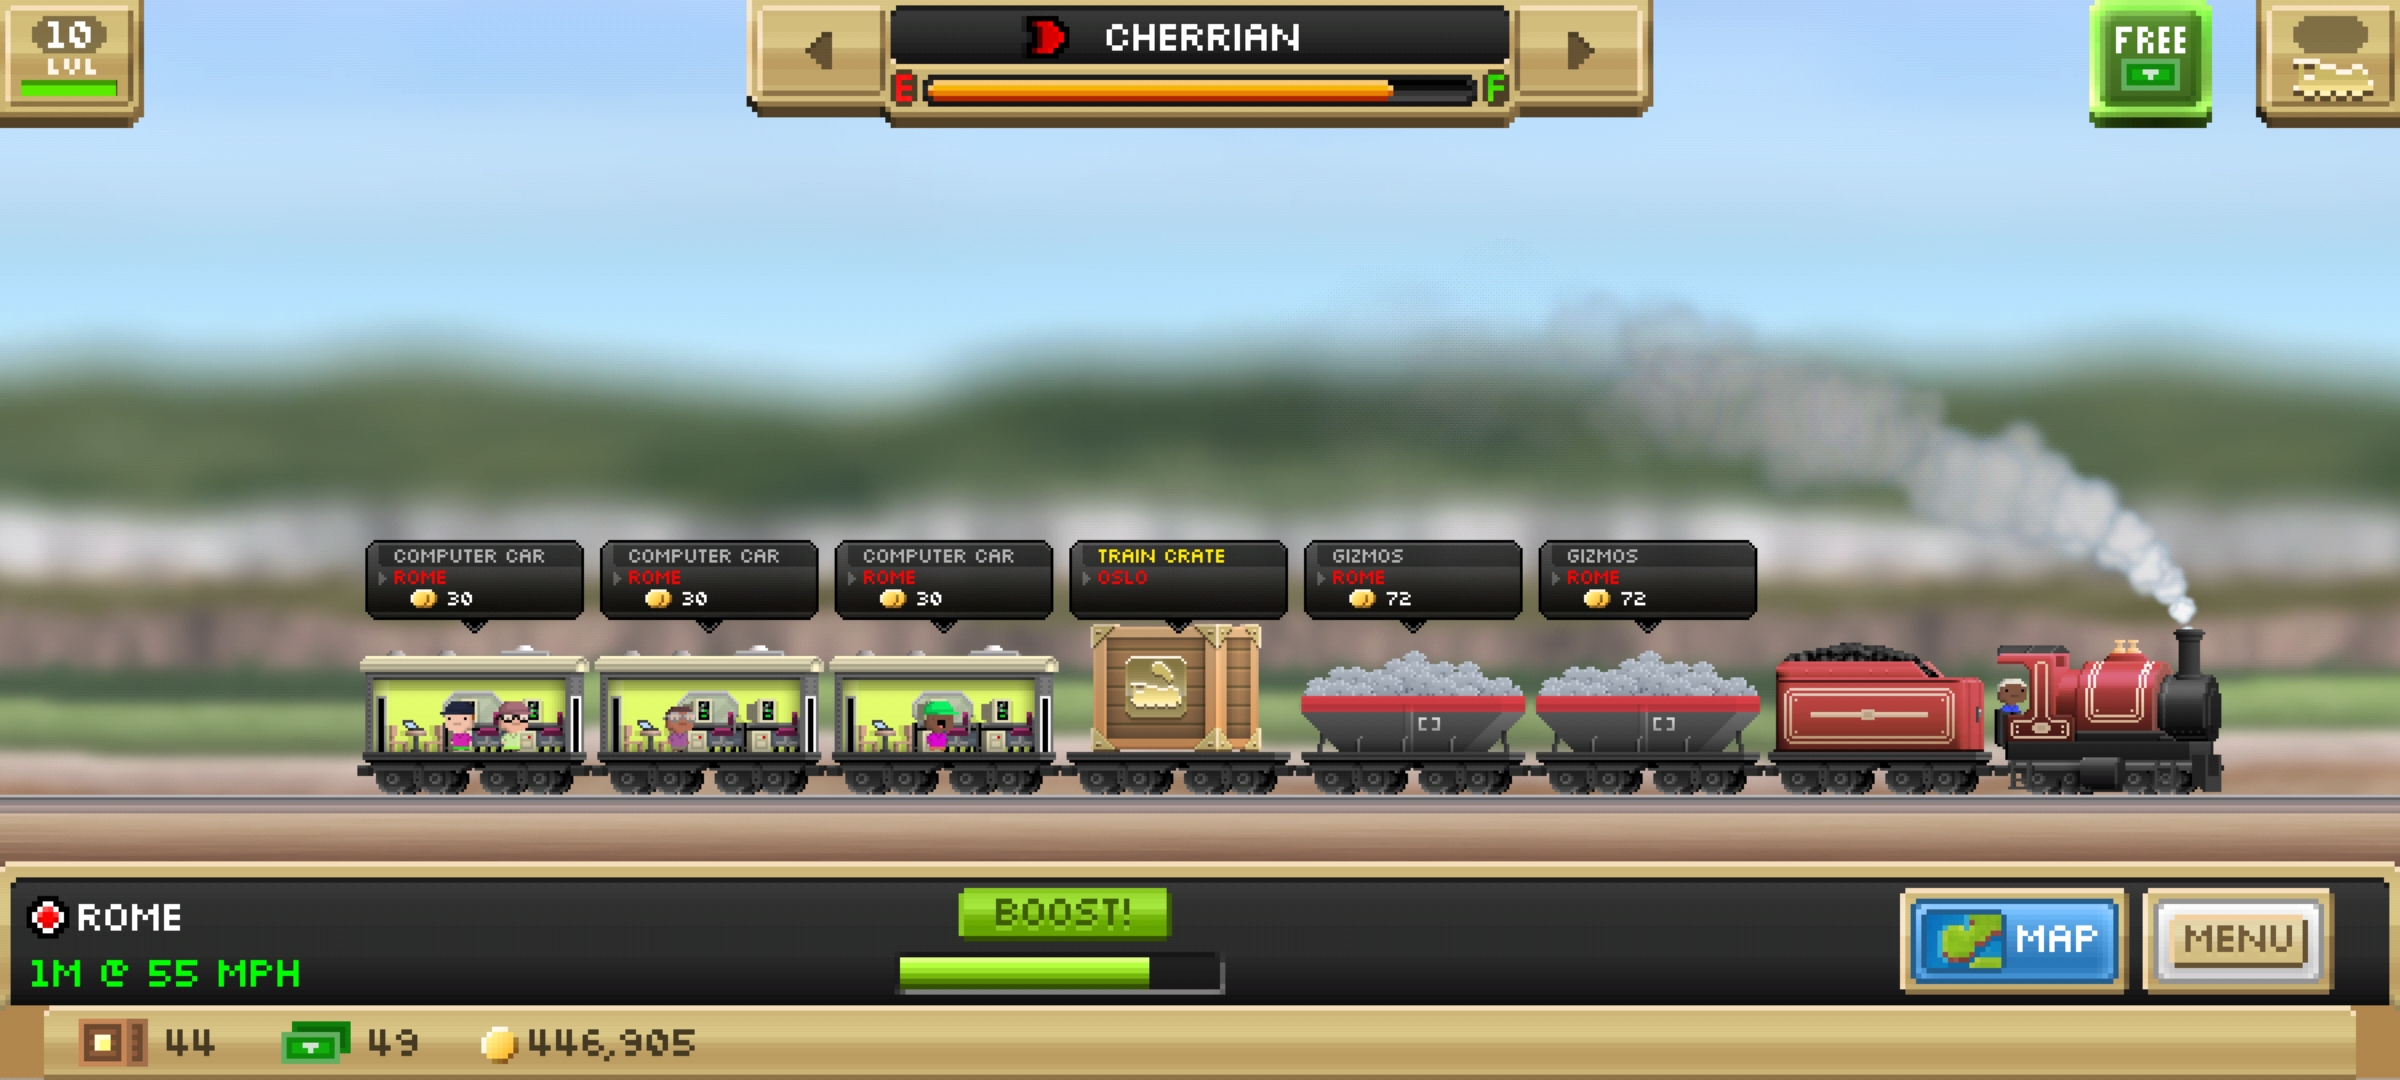 10
LVL
CHERRIAN
E
F
FREE
COMPUTER CAR
ROME
30
COMPUTER CAR
ROME
30
COMPUTER CAR
ROME
30
TRAIN CRATE
OSLO
GIZMOS
ROME
72
GIZMOS
ROME
72
ROME
1M @ 55 MPH
BOOST!
MAP
MENU
44
49
446,905